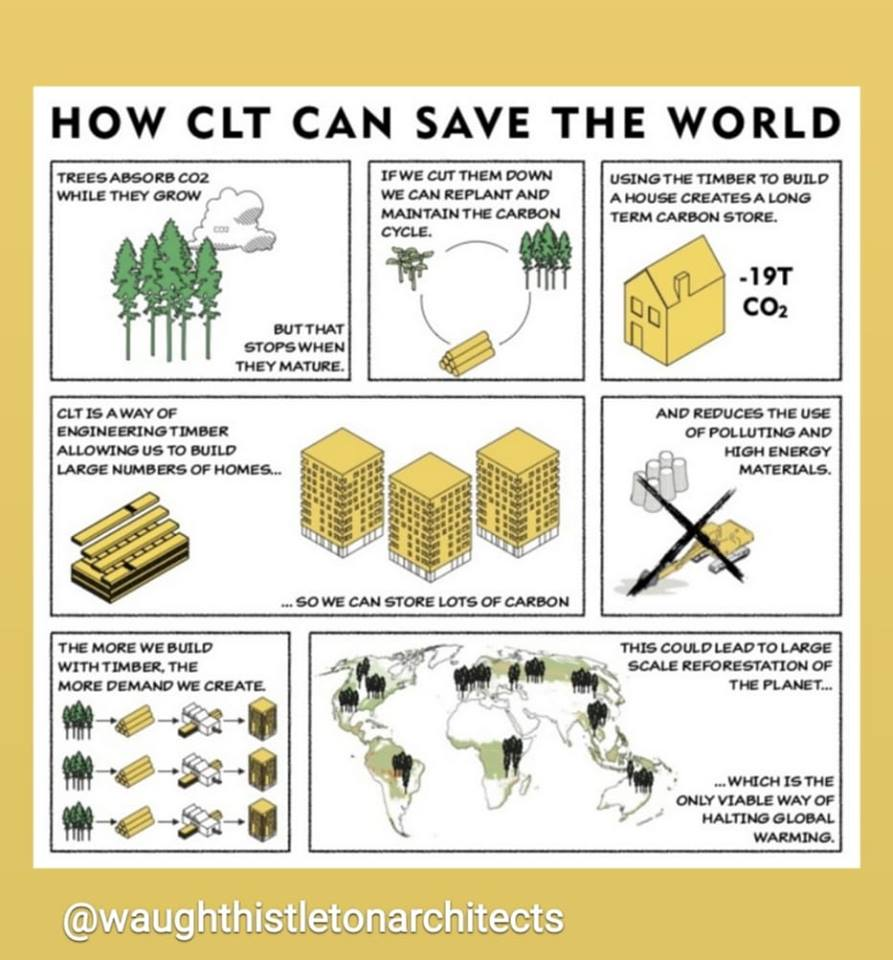 HOW CLT CAN SAVE THE WORLD
TREES ABSORB CO2
WHILE THEY GROW
CO2
BUT THAT
STOPS WHEN
THEY MATURE.
IF WE CUT THEM DOWN
WE CAN REPLANT AND
MAINTAIN THE CARBON
CYCLE.
USING THE TIMBER TO BUILD
A HOUSE CREATES A LONG
TERM CARBON STORE.
-19T
CO₂
CLT IS A WAY OF
ENGINEERING TIMBER
ALLOWING US TO BUILD
LARGE NUMBERS OF HOMES...
... SO WE CAN STORE LOTS OF CARBON
AND REDUCES THE USE
OF POLLUTING AND
HIGH ENERGY
MATERIALS.
THE MORE WE BUILD
WITH TIMBER, THE
MORE DEMAND WE CREATE.
THIS COULD LEAD TO LARGE
SCALE REFORESTATION OF
THE PLANET...
...WHICH IS THE
ONLY VIABLE WAY OF
HALTING GLOBAL
WARMING.
@waughthistletonarchitects